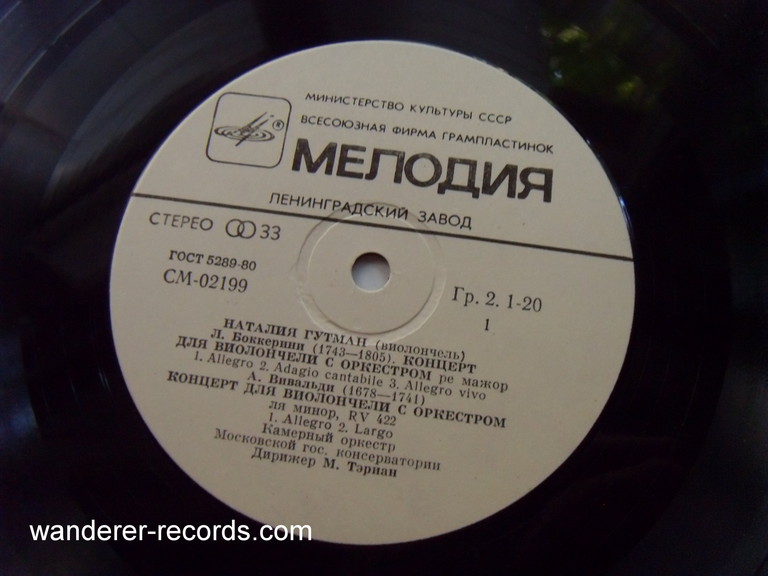 МИНИСТЕРСТВО КУЛЬТУРЫ СССР
ВСЕСОЮЗНАЯ ФИРМА ГРАМПЛАСТИНОК
®
МЕЛОДИЯ
ЛЕНИНГРАДСКИЙ ЗАВОД
СТЕРЕО 33
ГОСТ 5289-80
СМ-02199
Гр. 2. 1-20
1
НАТАЛИЯ ГУТМАН (виолончель)
Л. Боккерини (1743—1805). КОНЦЕРТ
ДЛЯ ВИОЛОНЧЕЛИ С ОРКЕСТРОМ ре мажор
1. Allegro 2. Adagio cantabile 3. Allegro vivo
А. Вивальди (1678—1741)
КОНЦЕРТ ДЛЯ ВИОЛОНЧЕЛИ С ОРКЕСТРОМ
ля минор, RV 422
1. Allegro 2. Largo
Камерный оркестр
Московской гос. консерватории
Дирижер М. Тэриан
wanderer-records.com